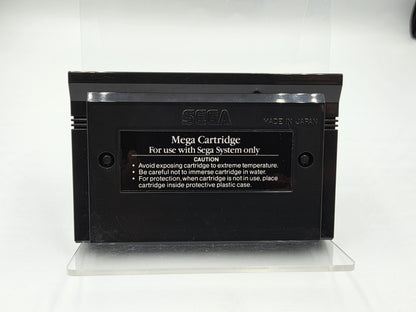 SEGA
MADE IN JAPAN
Mega Cartridge
For use with Sega System only
CAUTION
• Avoid exposing cartridge to extreme temperature.
• Be careful not to immerse cartridge in water.
• For protection, when cartridge is not in use, place
cartridge inside protective plastic case.